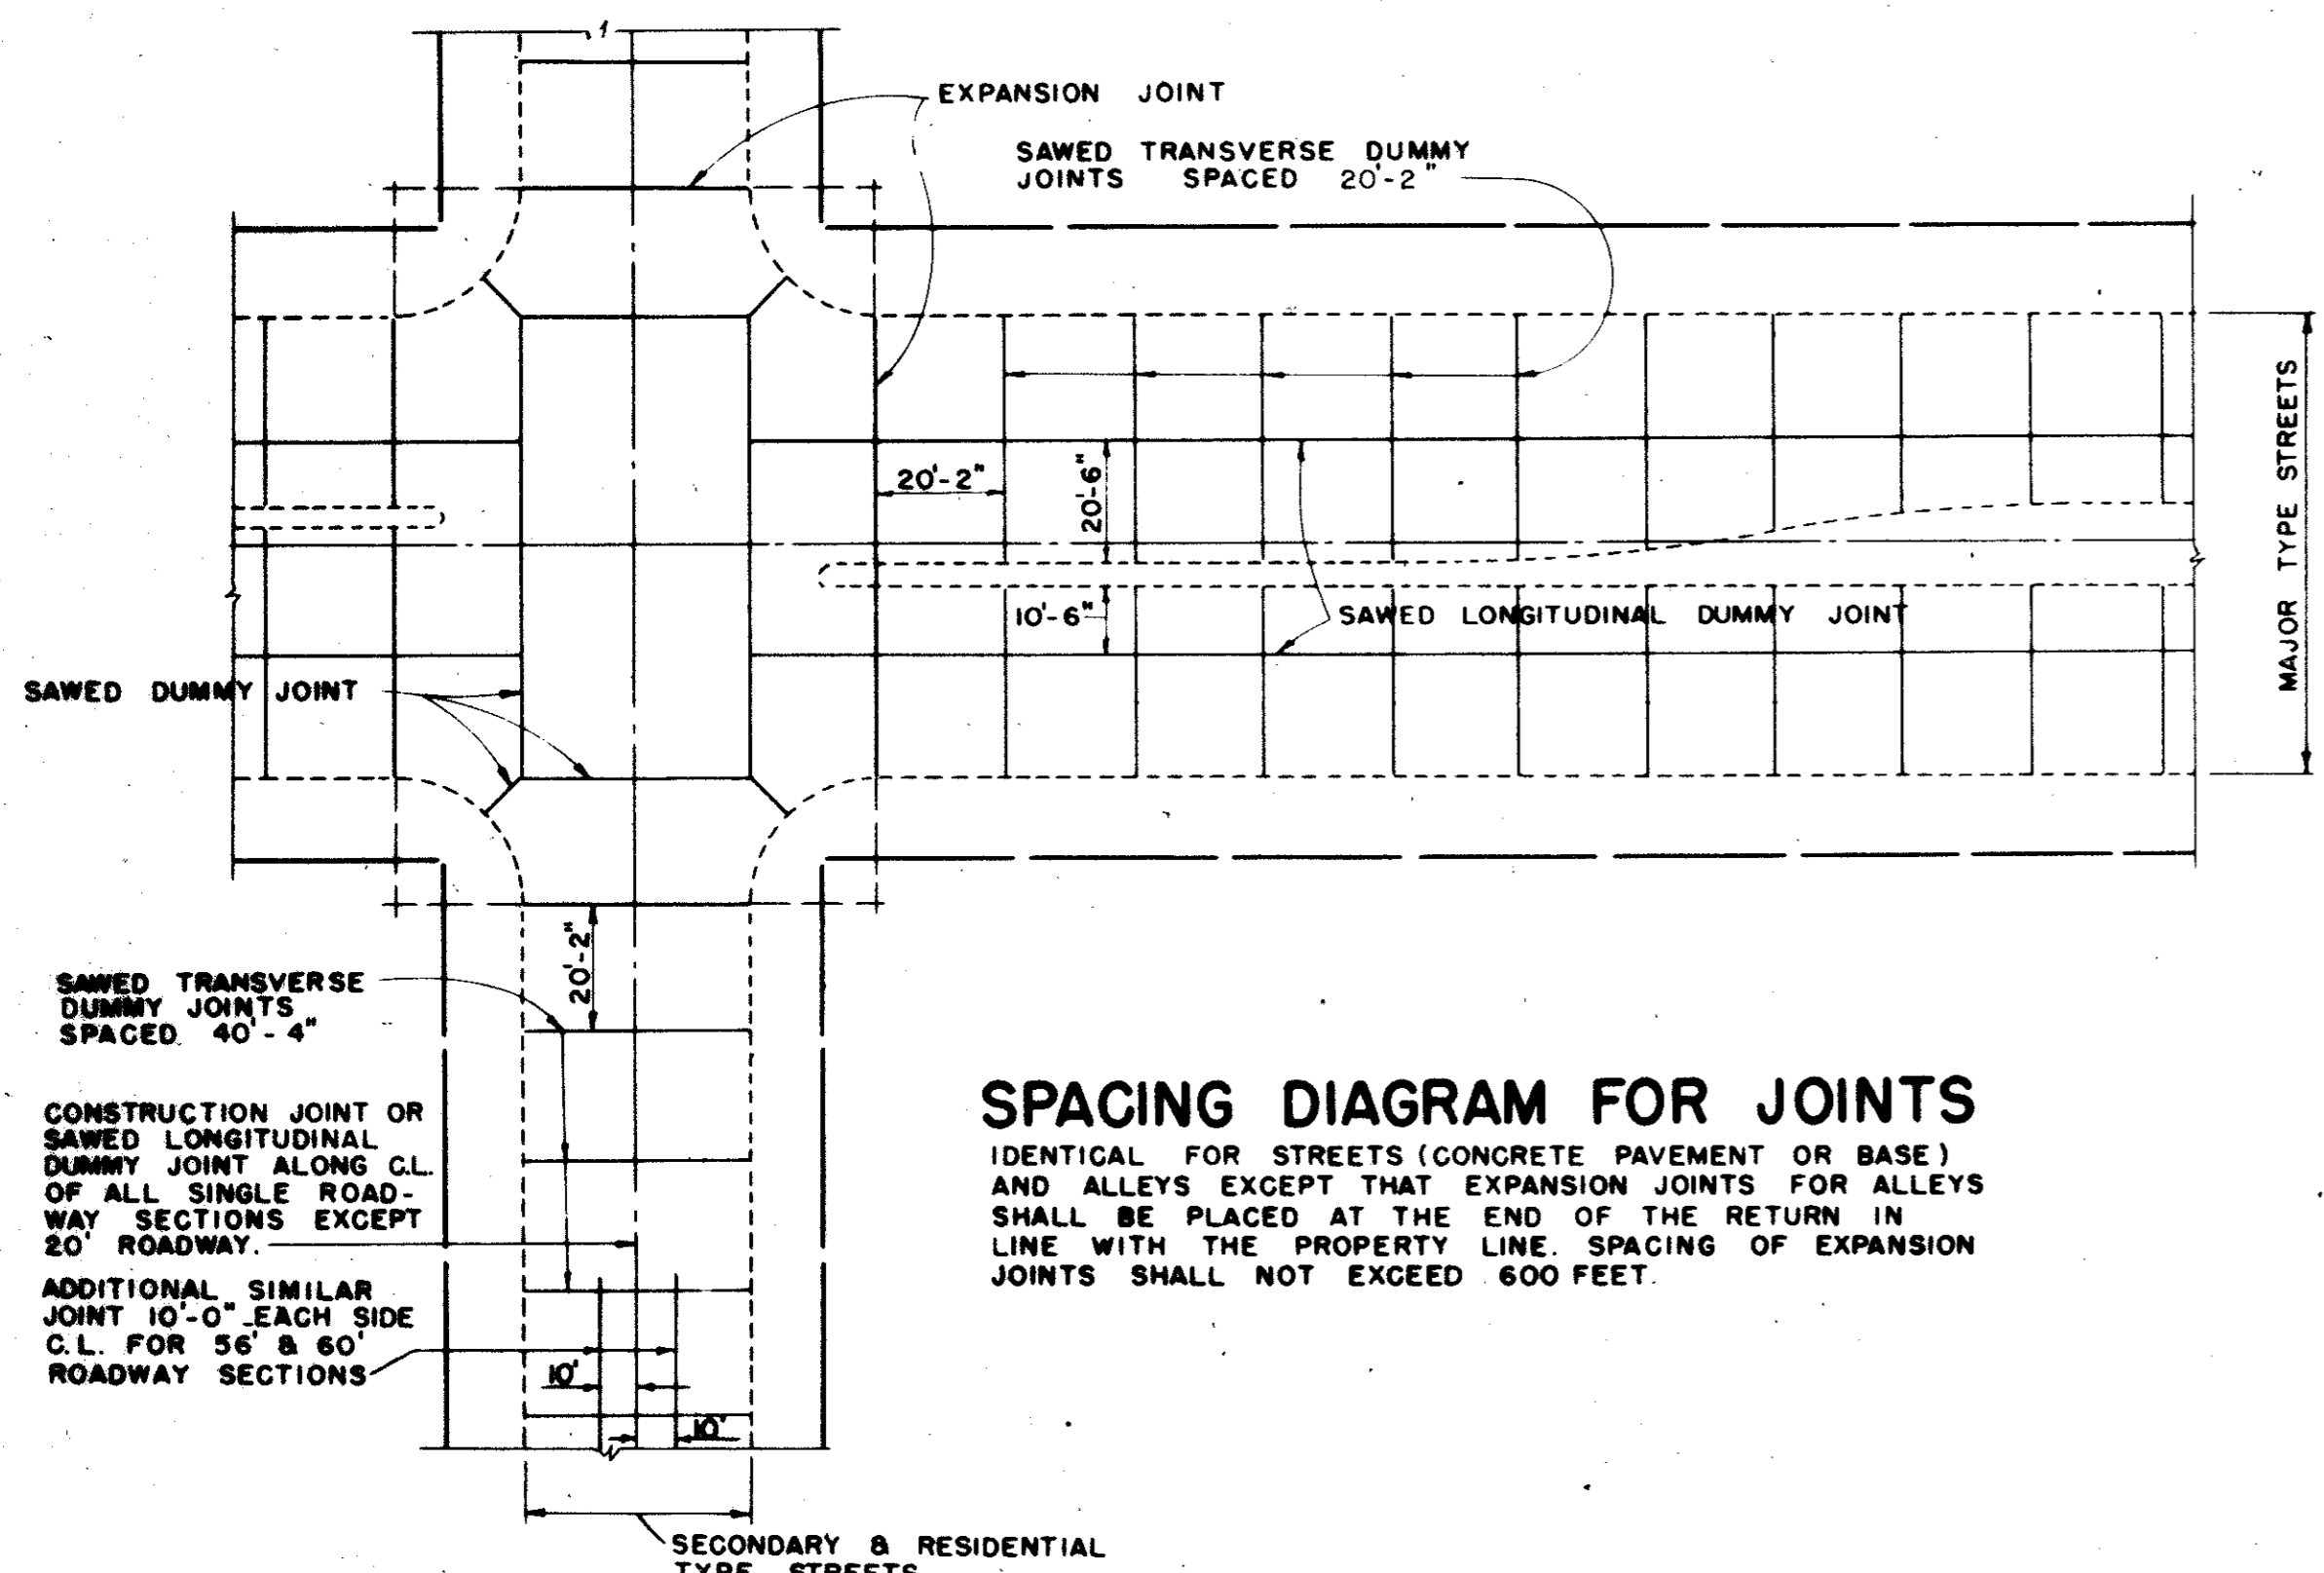 EXPANSION JOINT
SAWED TRANSVERSE DUMMY
JOINTS SPACED 20'-2"
20'-2"
20'-6"
10'-6"
SAWED LONGITUDINAL DUMMY JOINT
MAJOR TYPE STREETS
SAWED DUMMY JOINT
20'-2"
SAWED TRANSVERSE
DUMMY JOINTS
SPACED 40'-4"
CONSTRUCTION JOINT OR
SAWED LONGITUDINAL
DUMMY JOINT ALONG C.L.
OF ALL SINGLE ROAD-
WAY SECTIONS EXCEPT
20' ROADWAY.
ADDITIONAL SIMILAR
JOINT 10'-0" EACH SIDE
C.L. FOR 56' & 60'
ROADWAY SECTIONS
10'
10'
SPACING DIAGRAM FOR JOINTS
IDENTICAL FOR STREETS (CONCRETE PAVEMENT OR BASE)
AND ALLEYS EXCEPT THAT EXPANSION JOINTS FOR ALLEYS
SHALL BE PLACED AT THE END OF THE RETURN IN
LINE WITH THE PROPERTY LINE. SPACING OF EXPANSION
JOINTS SHALL NOT EXCEED 600 FEET.
SECONDARY & RESIDENTIAL
TYPE STREETS